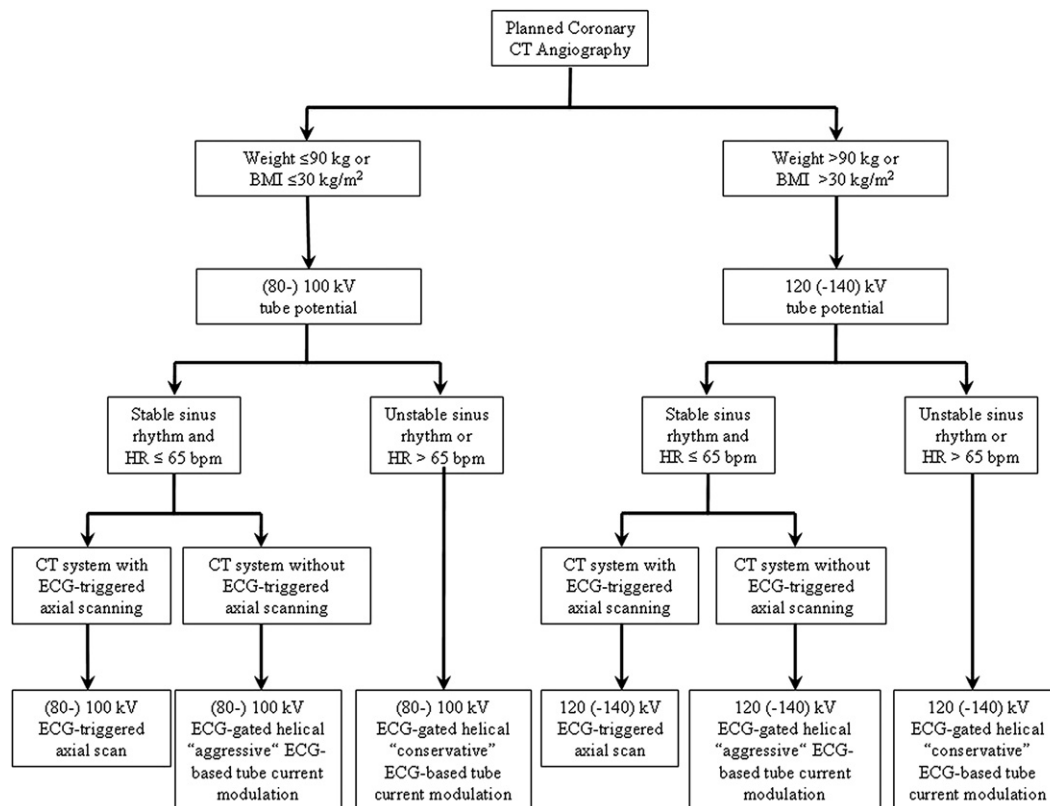 Planned Coronary
CT Angiography
Weight ≤90 kg or
BMI ≤30 kg/m²
Weight >90 kg or
BMI >30 kg/m²
(80-) 100 kV
tube potential
120 (-140) kV
tube potential
Stable sinus
rhythm and
HR ≤ 65 bpm
Unstable sinus
rhythm or
HR > 65 bpm
Stable sinus
rhythm and
HR ≤ 65 bpm
Unstable sinus
rhythm or
HR > 65 bpm
CT system with
ECG-triggered
axial scanning
CT system without
ECG-triggered
axial scanning
CT system with
ECG-triggered
axial scanning
CT system without
ECG-triggered
axial scanning
(80-) 100 kV
ECG-triggered
axial scan
(80-) 100 kV
ECG-gated helical
“aggressive“ ECG-
based tube current
modulation
(80-) 100 kV
ECG-gated helical
“conservative”
ECG-based tube
current modulation
120 (-140) kV
ECG-triggered
axial scan
120 (-140) kV
ECG-gated helical
“aggressive“ ECG-
based tube current
modulation
120 (-140) kV
ECG-gated helical
“conservative”
ECG-based tube
current modulation